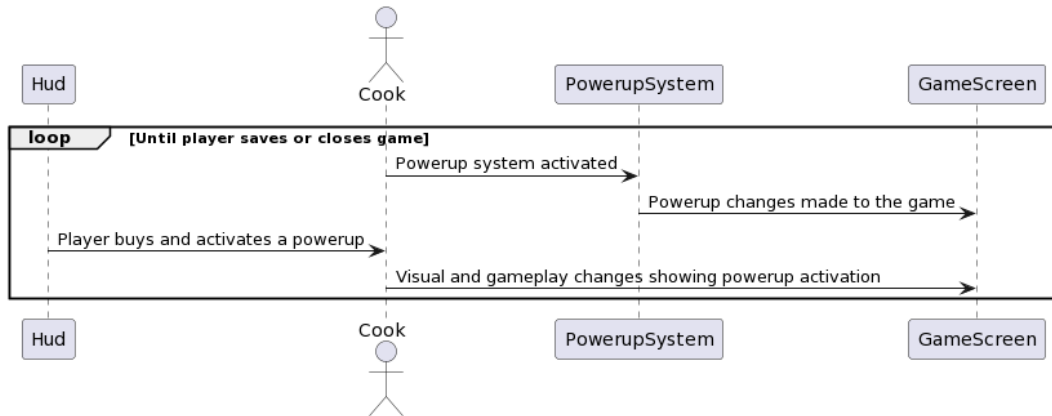 Hud
Cook
PowerupSystem
GameScreen
loop
[Until player saves or closes game]
Powerup system activated
Powerup changes made to the game
Player buys and activates a powerup
Visual and gameplay changes showing powerup activation
Hud
Cook
PowerupSystem
GameScreen